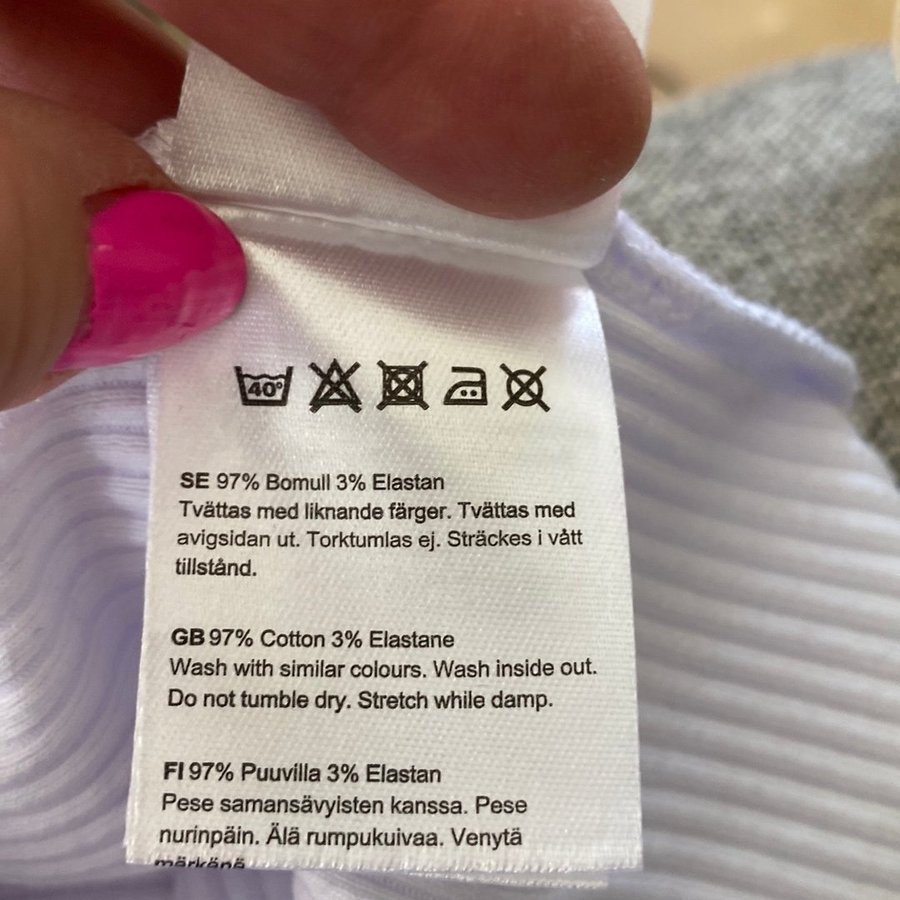 40°
SE 97% Bomull 3% Elastan
Tvättas med liknande färger. Tvättas med
avigsidan ut. Torktumlas ej. Sträckes i vått
tillstånd.
GB 97% Cotton 3% Elastane
Wash with similar colours. Wash inside out.
Do not tumble dry. Stretch while damp.
FI 97% Puuvilla 3% Elastan
Pese samansävyisten kanssa. Pese
nurinpäin. Älä rumpukuivaa. Venytä
märkänä